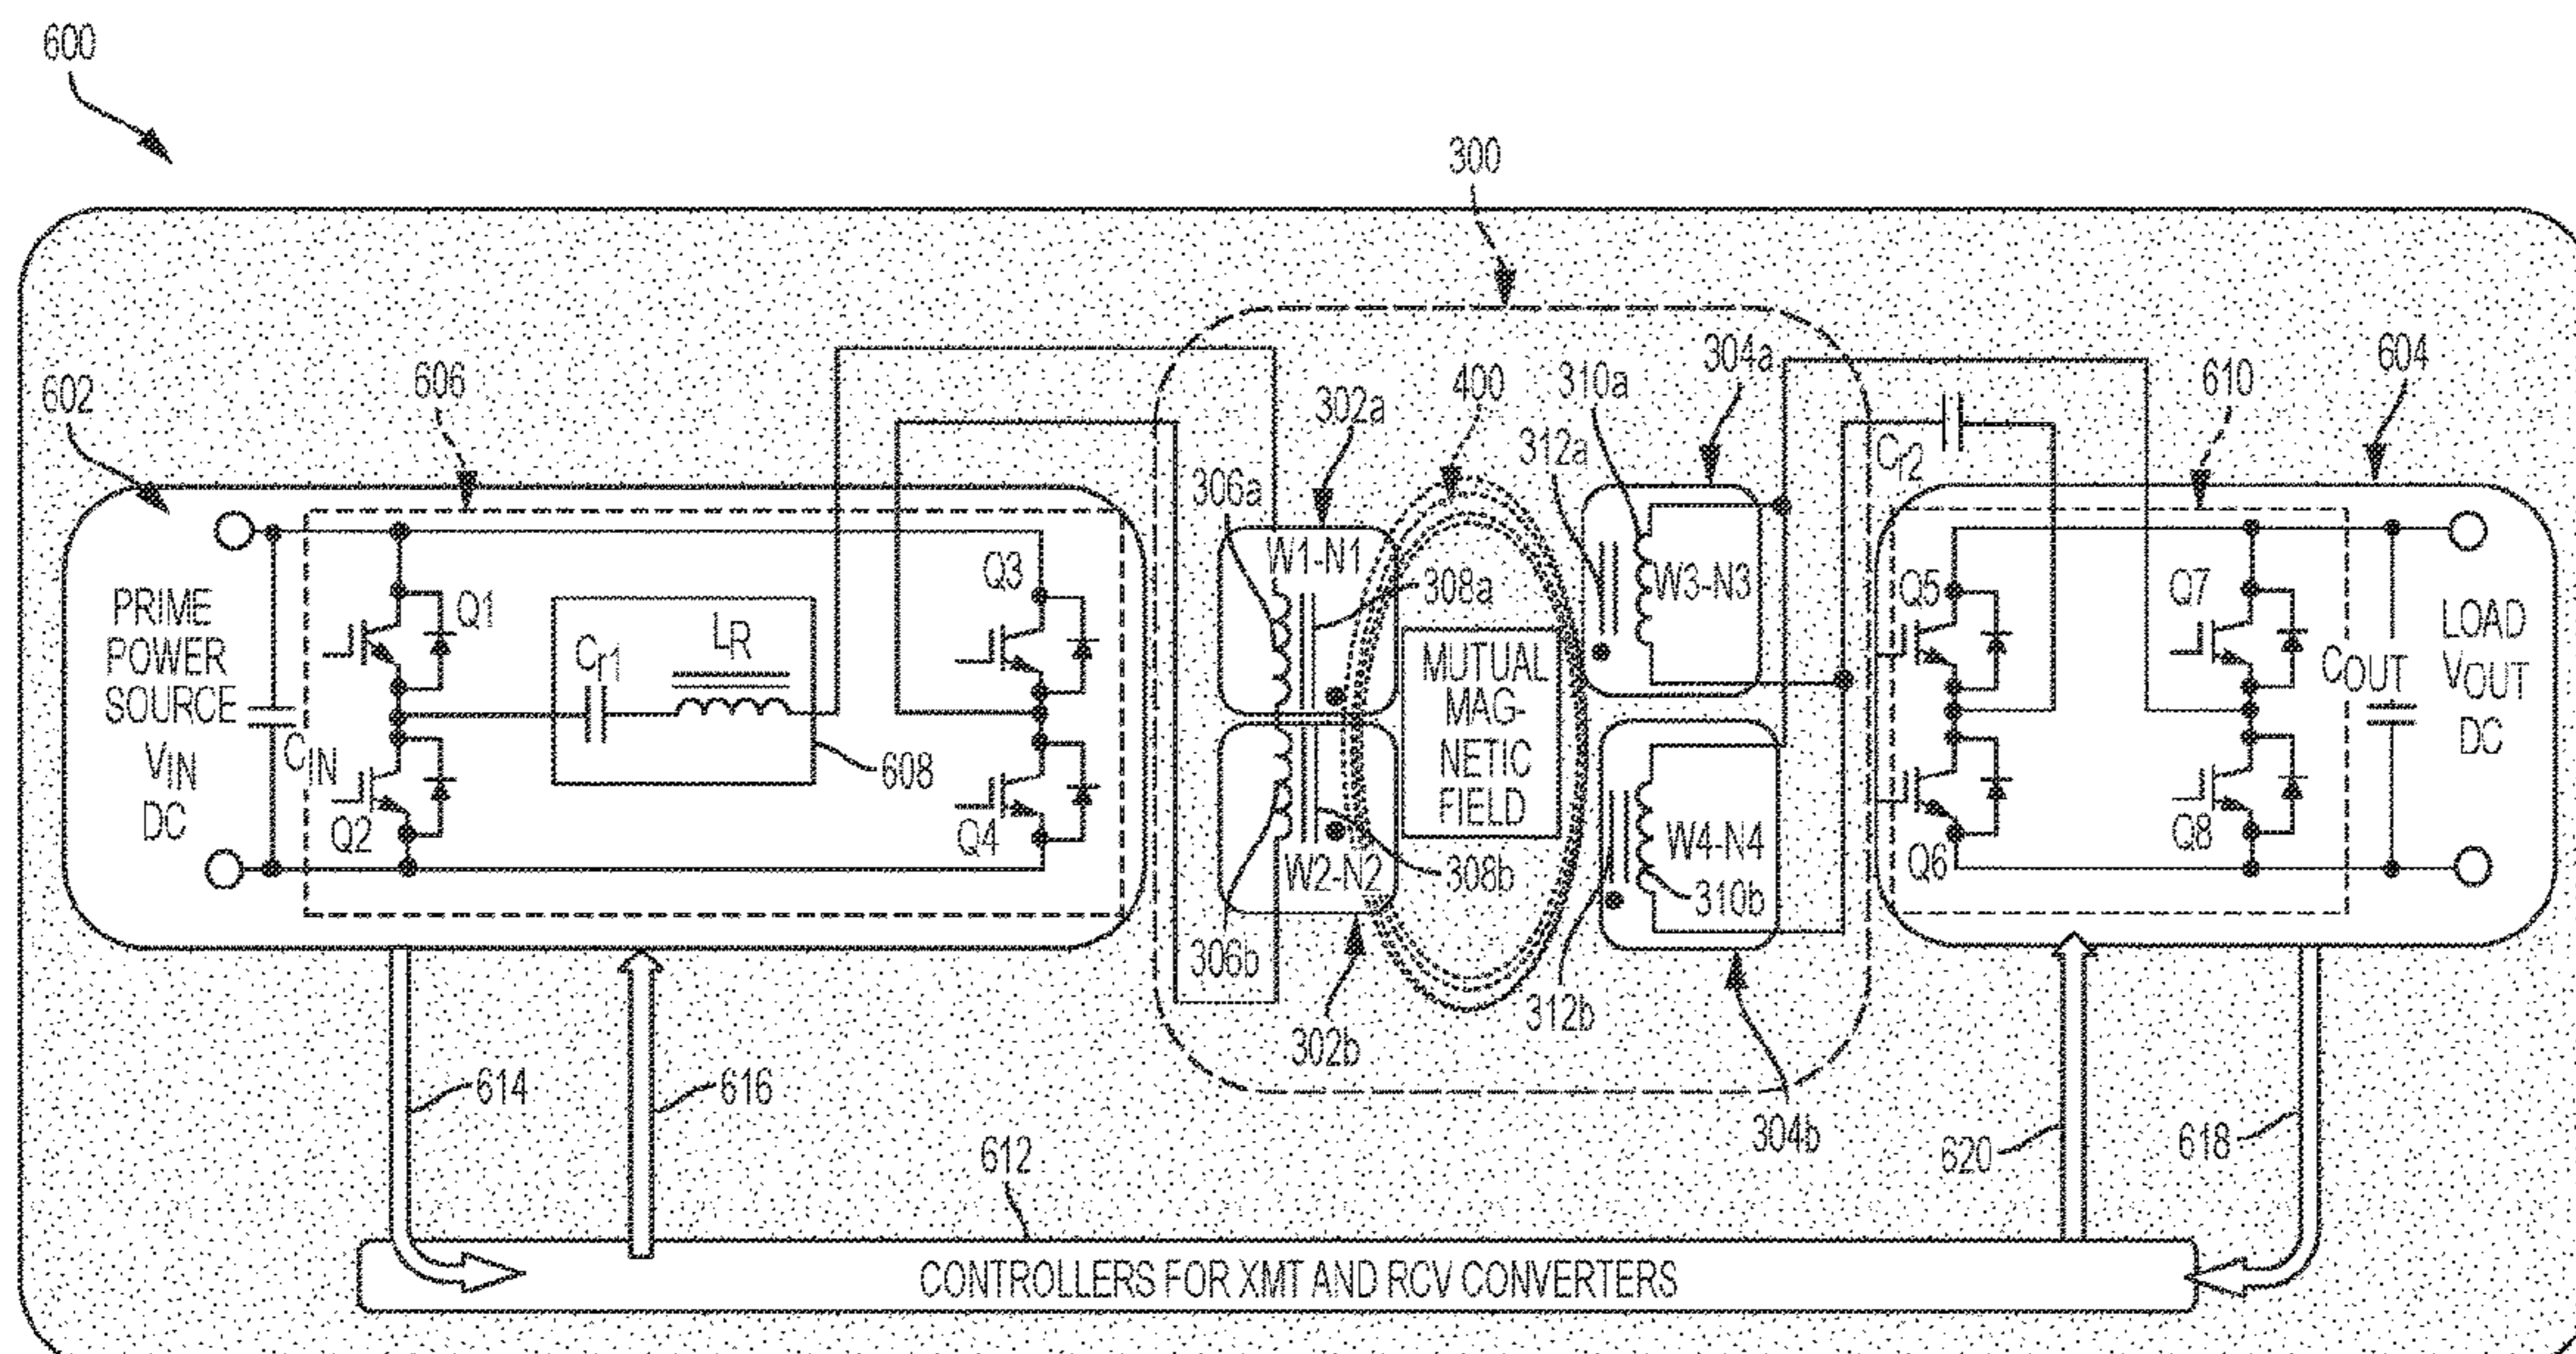 600
300
602
606
302a
400
310a
304a
610
604
312a
306a
Cr2
W1-N1
308a
W3-N3
PRIME
POWER
SOURCE
VIN
DC
CIN
Q1
Q2
Cr1
LR
608
Q3
Q4
MUTUAL
MAG-
NETIC
FIELD
W2-N2
308b
W4-N4
310b
306b
302b
312b
304b
Q5
Q6
Q7
Q8
COUT
LOAD
VOUT
DC
614
616
612
620
618
CONTROLLERS FOR XMT AND RCV CONVERTERS